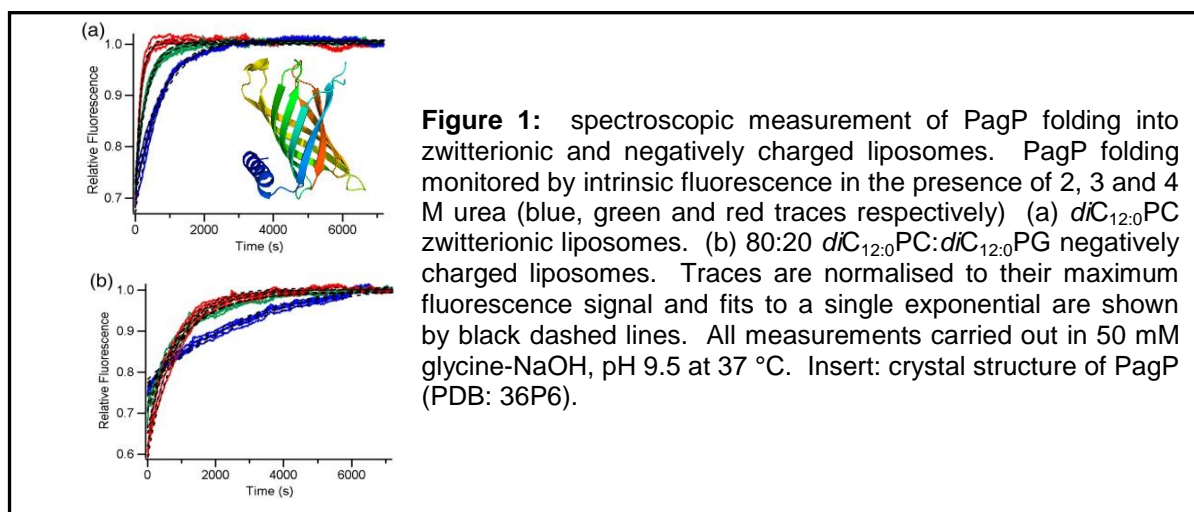 (a)
1.0
0.9
0.8
0.7
Relative Fluorescence
0 2000 4000 6000
Time (s)
(b)
1.0
0.9
0.8
0.7
0.6
Relative Fluorescence
0 2000 4000 6000
Time (s)
Figure 1: spectroscopic measurement of PagP folding into
zwitterionic and negatively charged liposomes. PagP folding
monitored by intrinsic fluorescence in the presence of 2, 3 and 4
M urea (blue, green and red traces respectively) (a) diC12:0PC
zwitterionic liposomes. (b) 80:20 diC12:0PC:diC12:0PG negatively
charged liposomes. Traces are normalised to their maximum
fluorescence signal and fits to a single exponential are shown
by black dashed lines. All measurements carried out in 50 mM
glycine-NaOH, pH 9.5 at 37 °C. Insert: crystal structure of PagP
(PDB: 36P6).